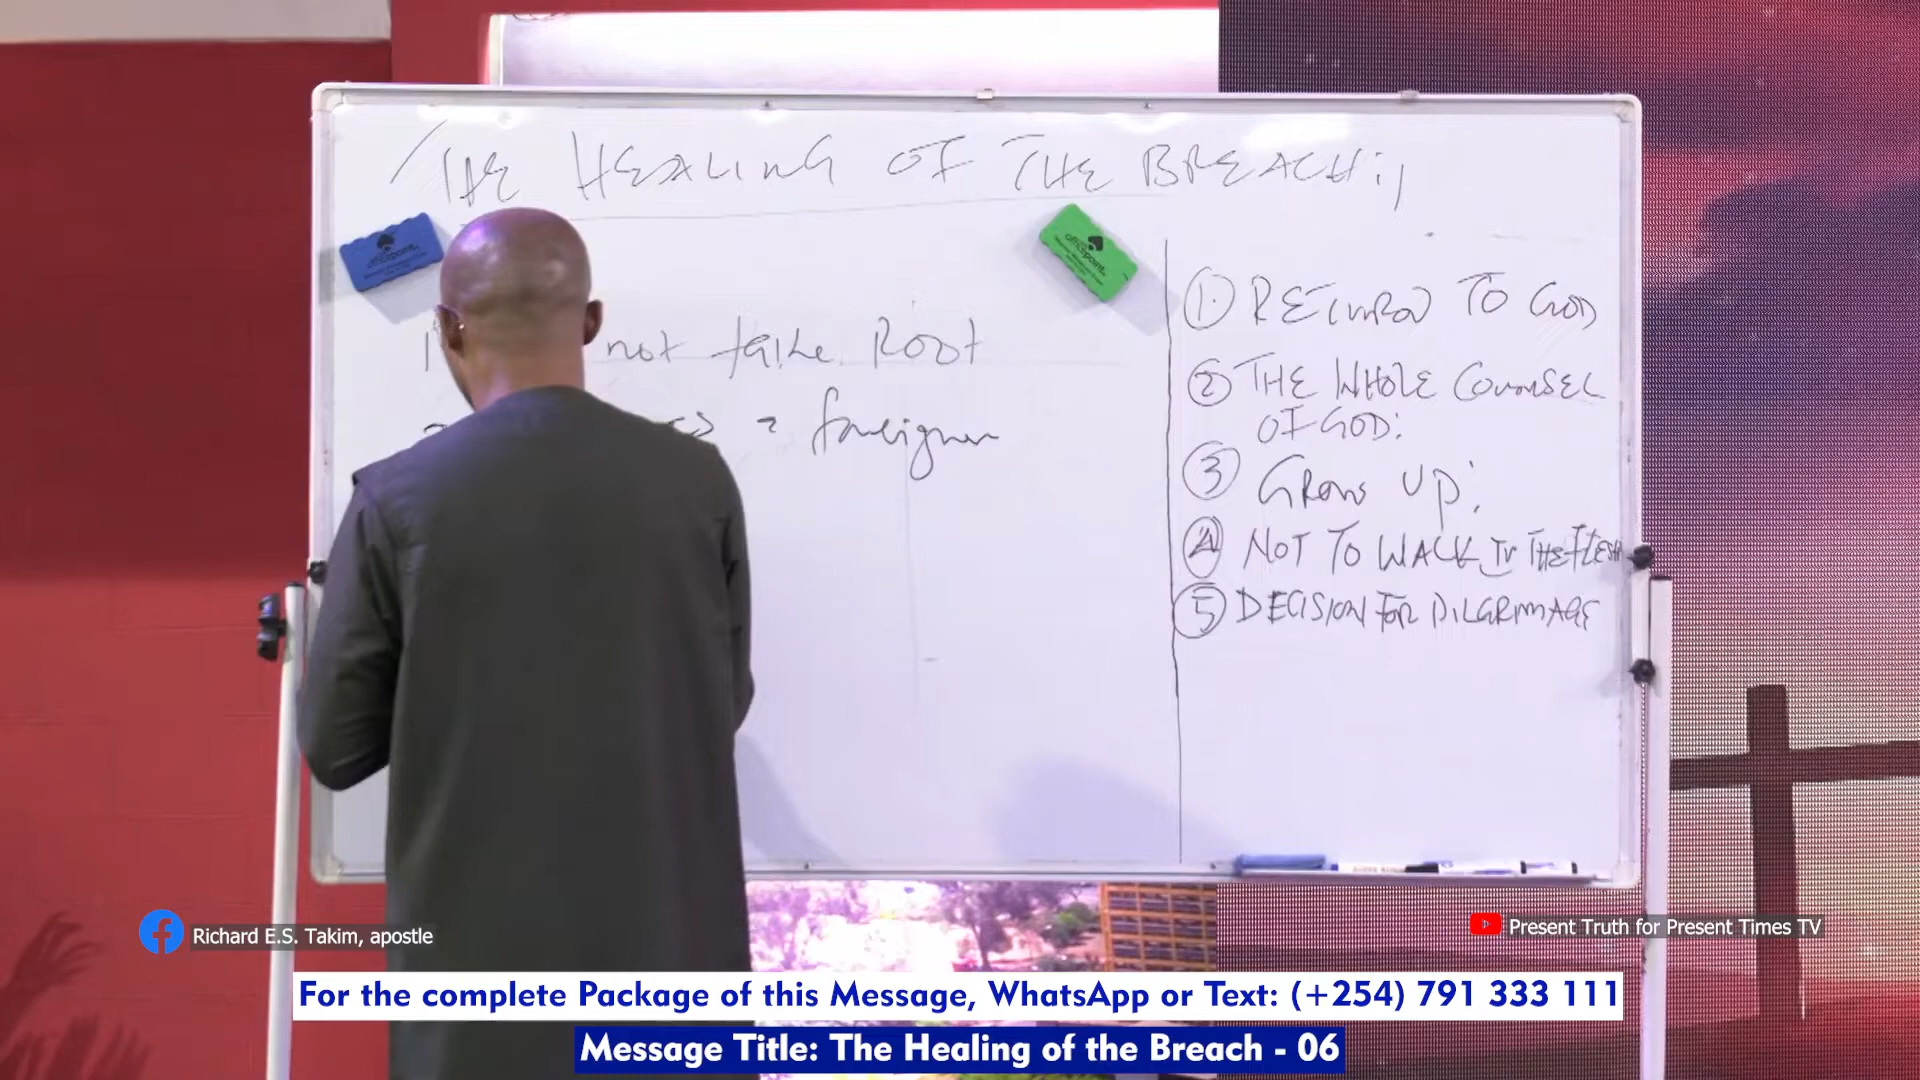 THE HEALING OF THE BREACH:
officepoint
officepoint
not take Root
a foreigner
1. RETURN TO GOD
2 THE WHOLE COUNSEL
OF GOD:
3 GROW UP:
4 NOT TO WALK IN THE FLESH
5 DECISION FOR PILGRIMAGE
Richard E.S. Takim, apostle
Present Truth for Present Times TV
For the complete Package of this Message, WhatsApp or Text: (+254) 791 333 111
Message Title: The Healing of the Breach - 06